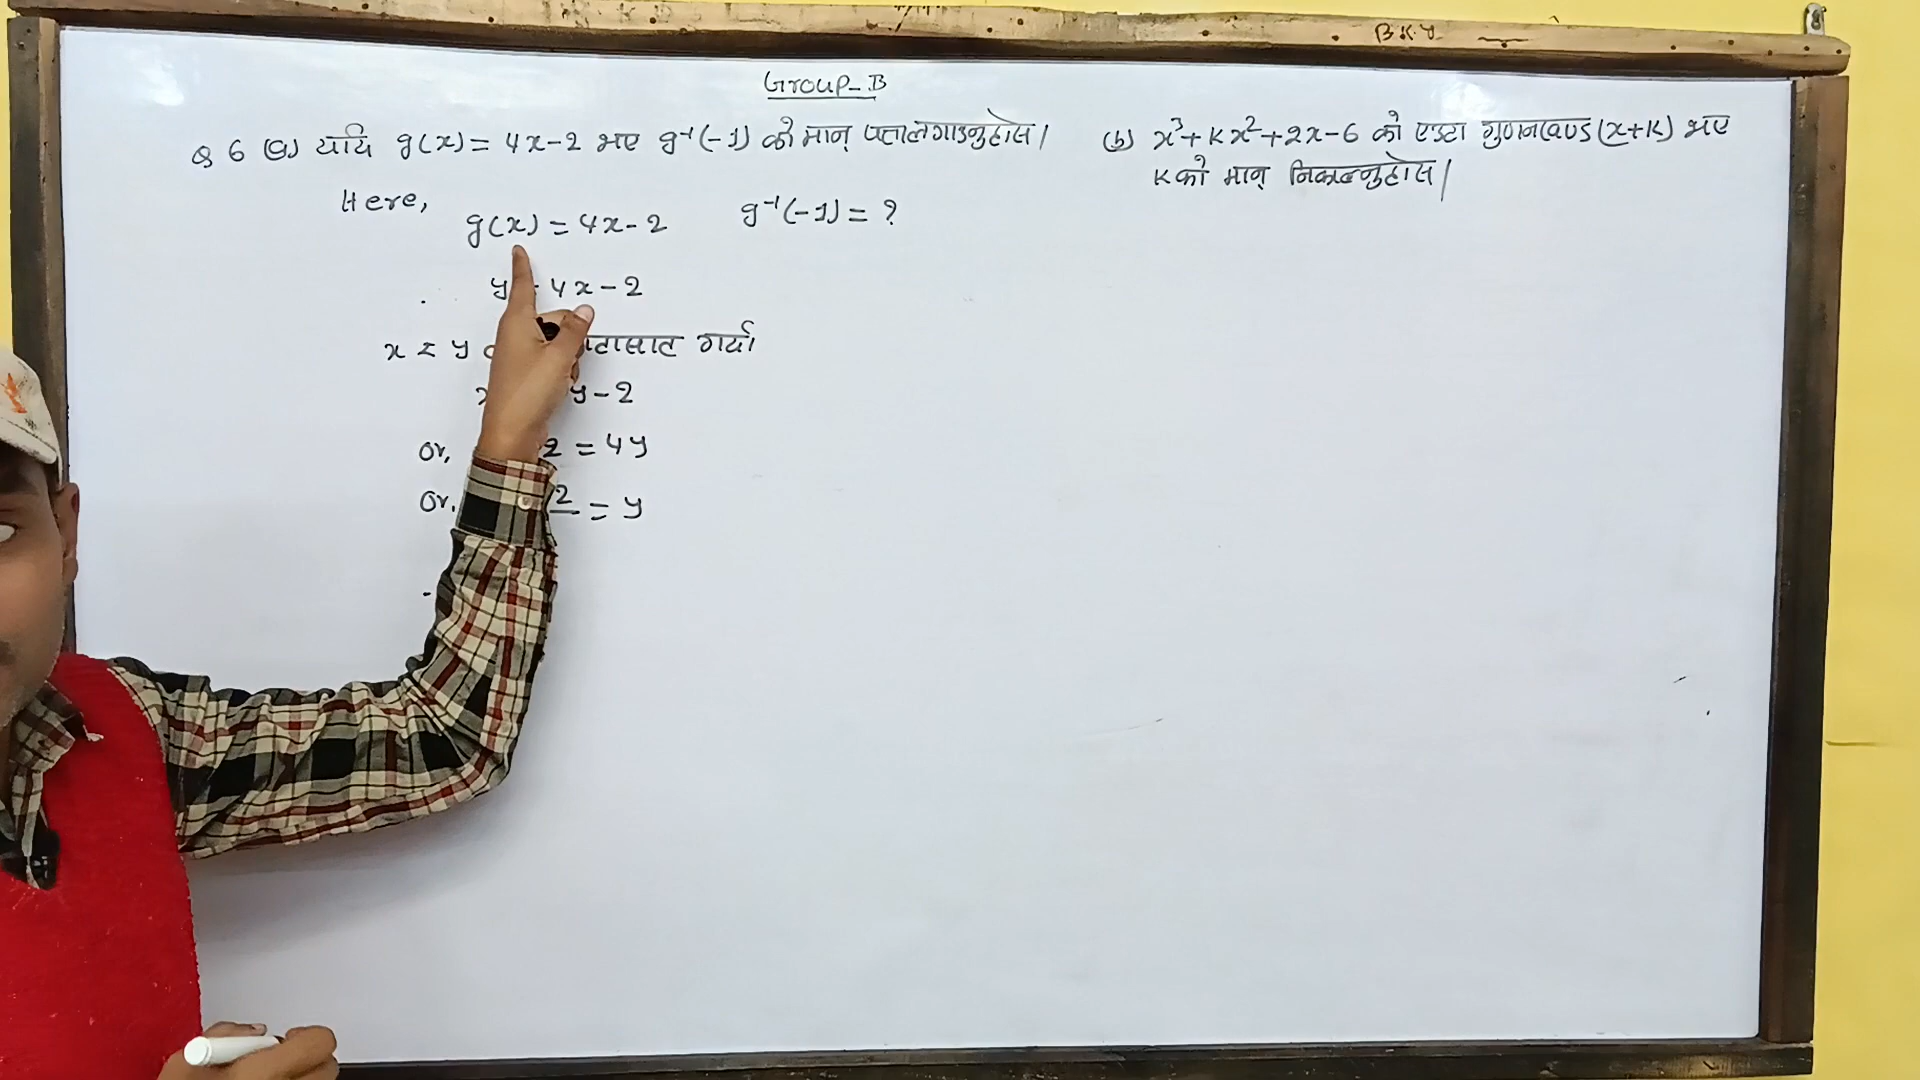 B.K.Y
Group-B
Q 6 (a) यदि g(x) = 4x-2 भए g⁻¹(-1) को मान् पत्तालगाउनुहोस।
Here,
g(x) = 4x-2 g⁻¹(-1) = ?
y = 4x-2
x र y गर्दा
y-2
or, 2 = 4y
or, 2 = y
(b) x³+Kx²+2x-6 को एउटा गुणनखण्ड (x+K) भए
K को मान् निकाल्नुहोस।